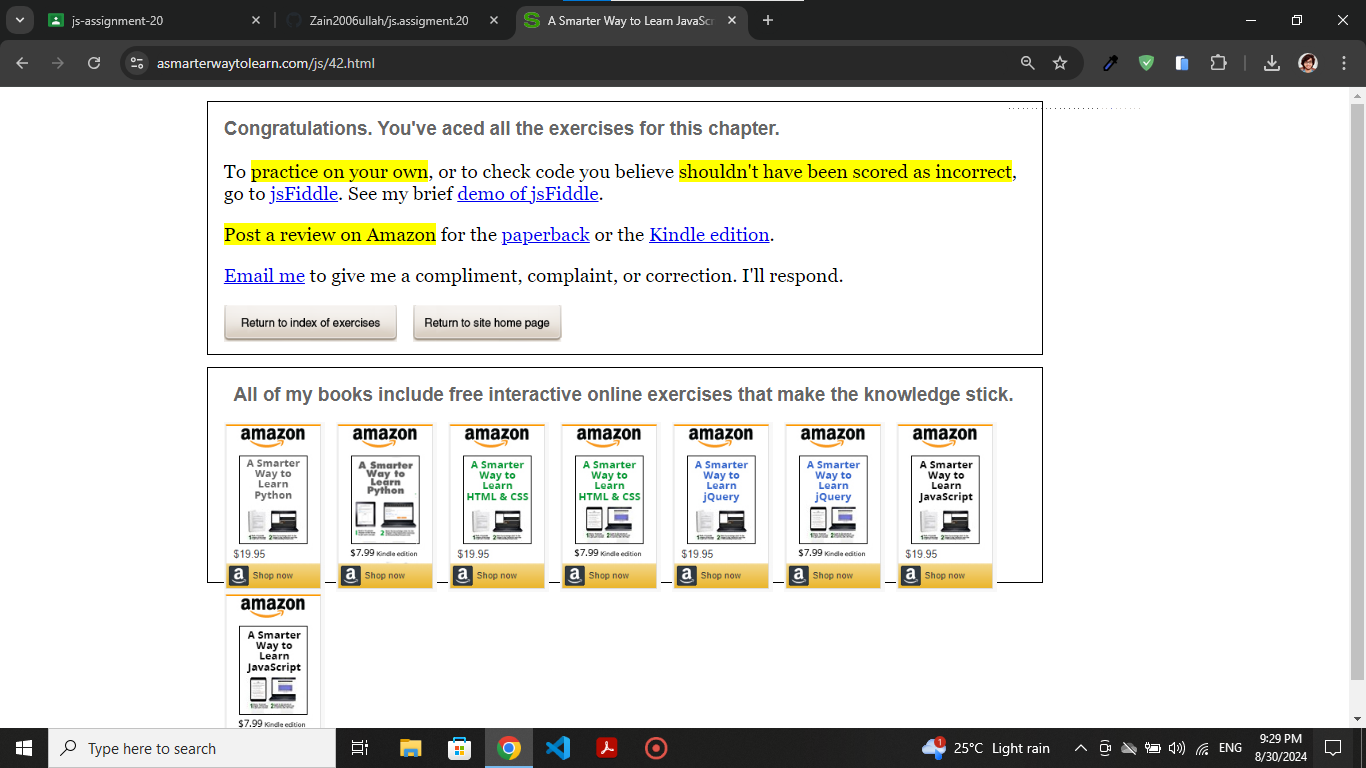 js-assignment-20
Zain2006ullah/js.assigment.20
A Smarter Way to Learn JavaSc
asmarterwaytolearn.com/js/42.html
Congratulations. You've aced all the exercises for this chapter.
To practice on your own, or to check code you believe shouldn't have been scored as incorrect,
go to jsFiddle. See my brief demo of jsFiddle.
Post a review on Amazon for the paperback or the Kindle edition.
Email me to give me a compliment, complaint, or correction. I'll respond.
Return to index of exercises
Return to site home page
All of my books include free interactive online exercises that make the knowledge stick.
amazon
A Smarter
Way to
Learn
Python
$19.95
a Shop now
amazon
A Smarter
Way to
Learn
Python
$7.99 Kindle edition
a Shop now
amazon
A Smarter
Way to
Learn
HTML & CSS
$19.95
a Shop now
amazon
A Smarter
Way to
Learn
HTML & CSS
$7.99 Kindle edition
a Shop now
amazon
A Smarter
Way to
Learn
jQuery
$19.95
a Shop now
amazon
A Smarter
Way to
Learn
jQuery
$7.99 Kindle edition
a Shop now
amazon
A Smarter
Way to
Learn
JavaScript
$19.95
a Shop now
amazon
A Smarter
Way to
Learn
JavaScript
$7.99 Kindle edition
Type here to search
1
25°C Light rain
ENG
9:29 PM
8/30/2024